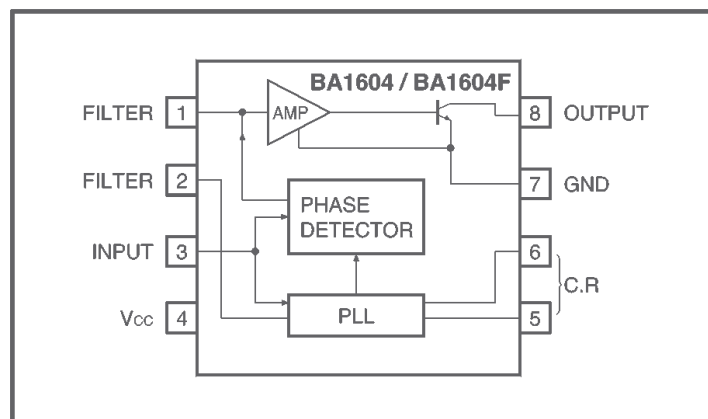 BA1604 / BA1604F
FILTER 1
AMP
8 OUTPUT
FILTER 2
7 GND
PHASE
DETECTOR
INPUT 3
6
C.R
Vcc 4
PLL
5